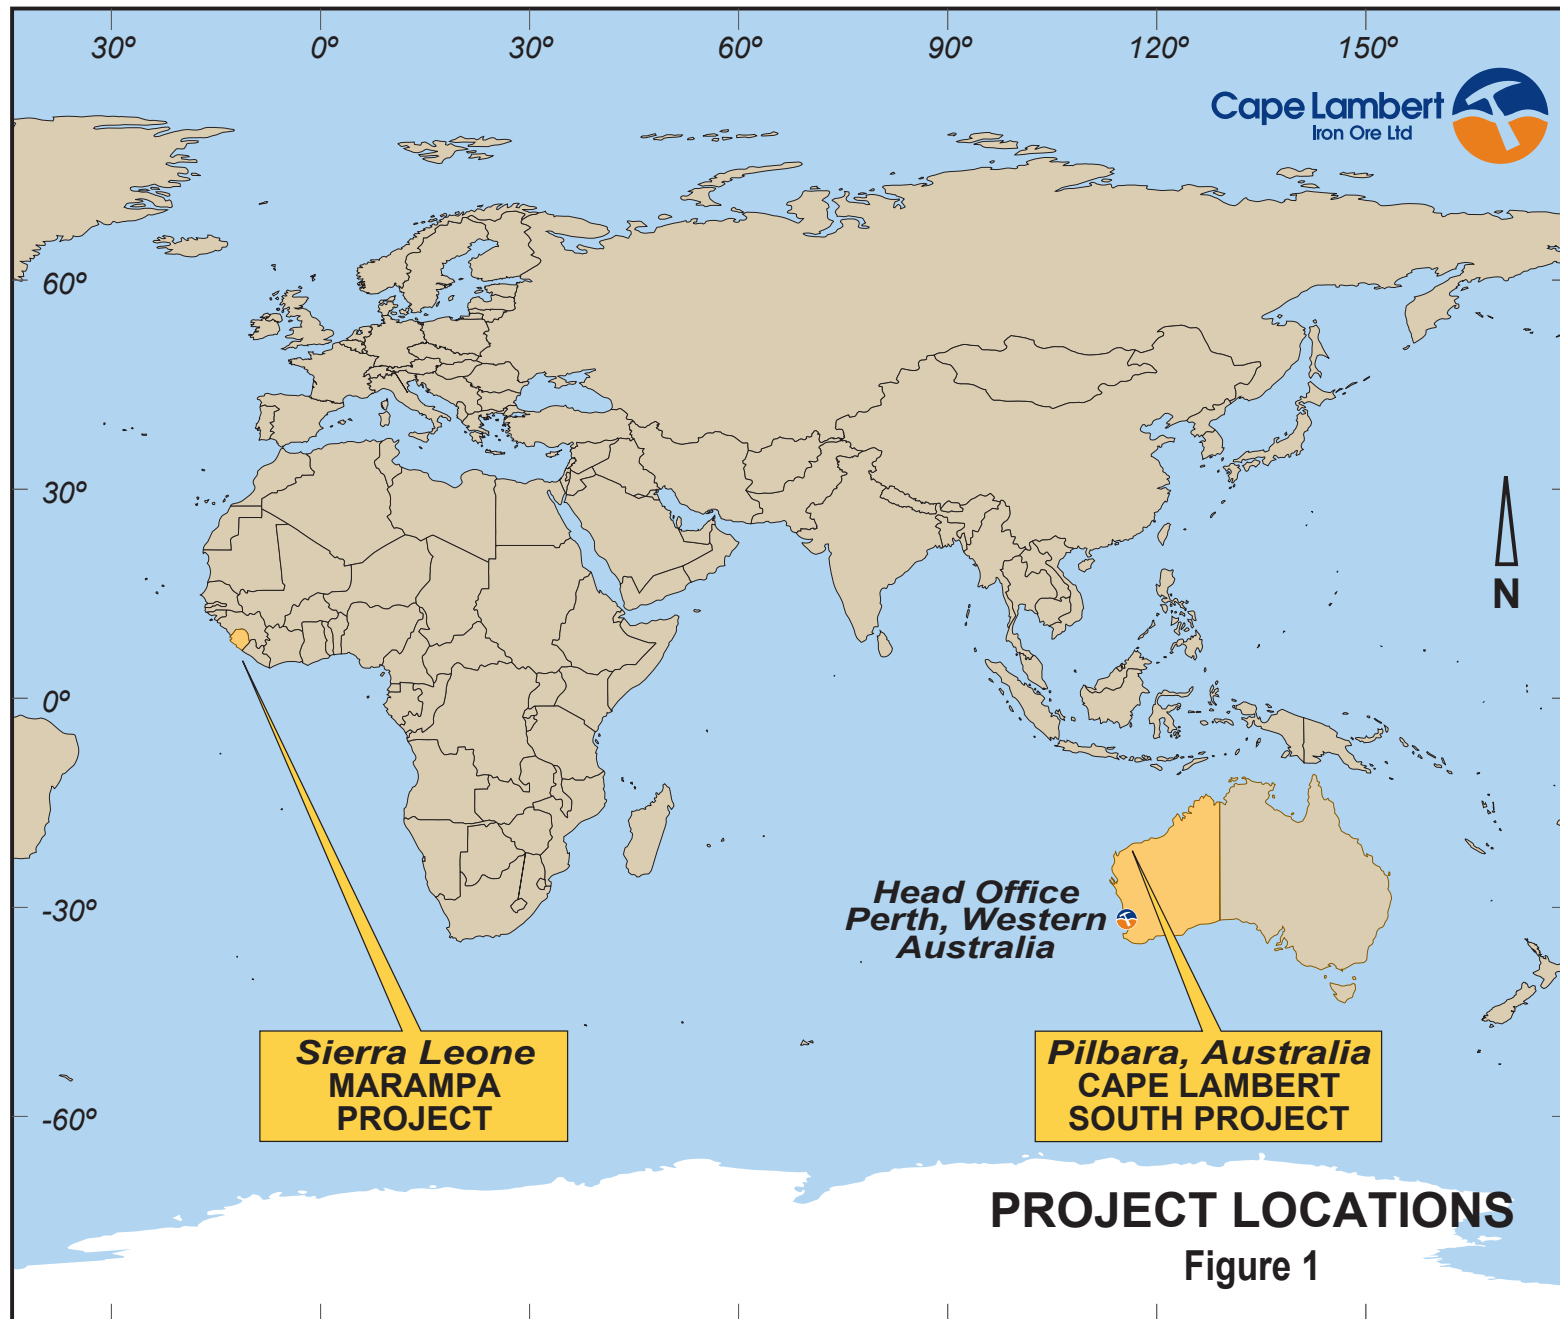 30º 0º 30º 60º 90º 120º 150º
Cape Lambert
Iron Ore Ltd
60º
30º
N
0º
-30º
Head Office
Perth, Western
Australia
Sierra Leone
MARAMPA
PROJECT
Pilbara, Australia
CAPE LAMBERT
SOUTH PROJECT
-60º
PROJECT LOCATIONS
Figure 1